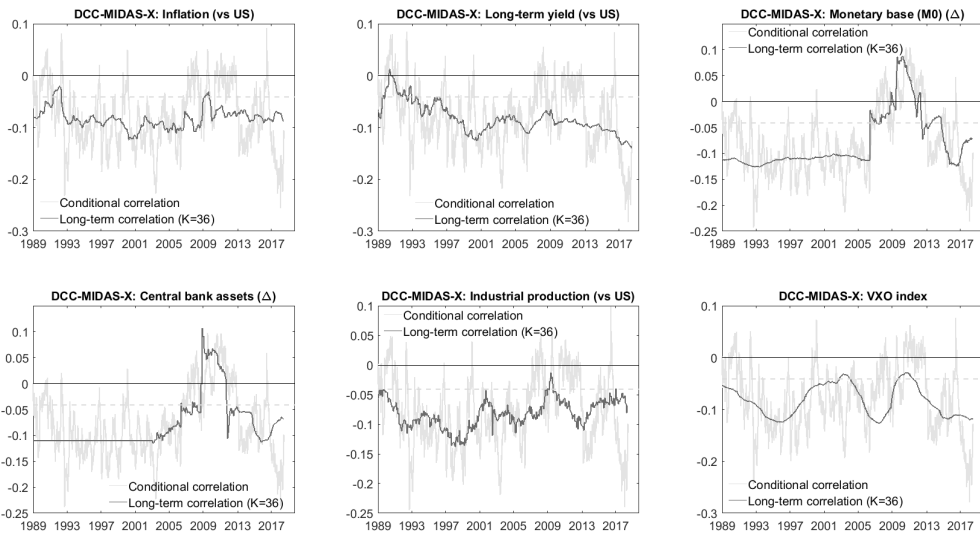 DCC-MIDAS-X: Inflation (vs US)
0.1
0
-0.1
-0.2
-0.3
Conditional correlation
Long-term correlation (K=36)
1989 1993 1997 2001 2005 2009 2013 2017
DCC-MIDAS-X: Long-term yield (vs US)
0.1
0
-0.1
-0.2
-0.3
Conditional correlation
Long-term correlation (K=36)
1989 1993 1997 2001 2005 2009 2013 2017
DCC-MIDAS-X: Monetary base (M0) (Δ)
Conditional correlation
Long-term correlation (K=36)
0.1
0.05
0
-0.05
-0.1
-0.15
-0.2
-0.25
1989 1993 1997 2001 2005 2009 2013 2017
DCC-MIDAS-X: Central bank assets (Δ)
0.1
0.05
0
-0.05
-0.1
-0.15
-0.2
-0.25
Conditional correlation
Long-term correlation (K=36)
1989 1993 1997 2001 2005 2009 2013 2017
DCC-MIDAS-X: Industrial production (vs US)
0.1
Conditional correlation
Long-term correlation (K=36)
0.05
0
-0.05
-0.1
-0.15
-0.2
-0.25
1989 1993 1997 2001 2005 2009 2013 2017
DCC-MIDAS-X: VXO index
0.1
0
-0.1
-0.2
-0.3
Conditional correlation
Long-term correlation (K=36)
1989 1993 1997 2001 2005 2009 2013 2017